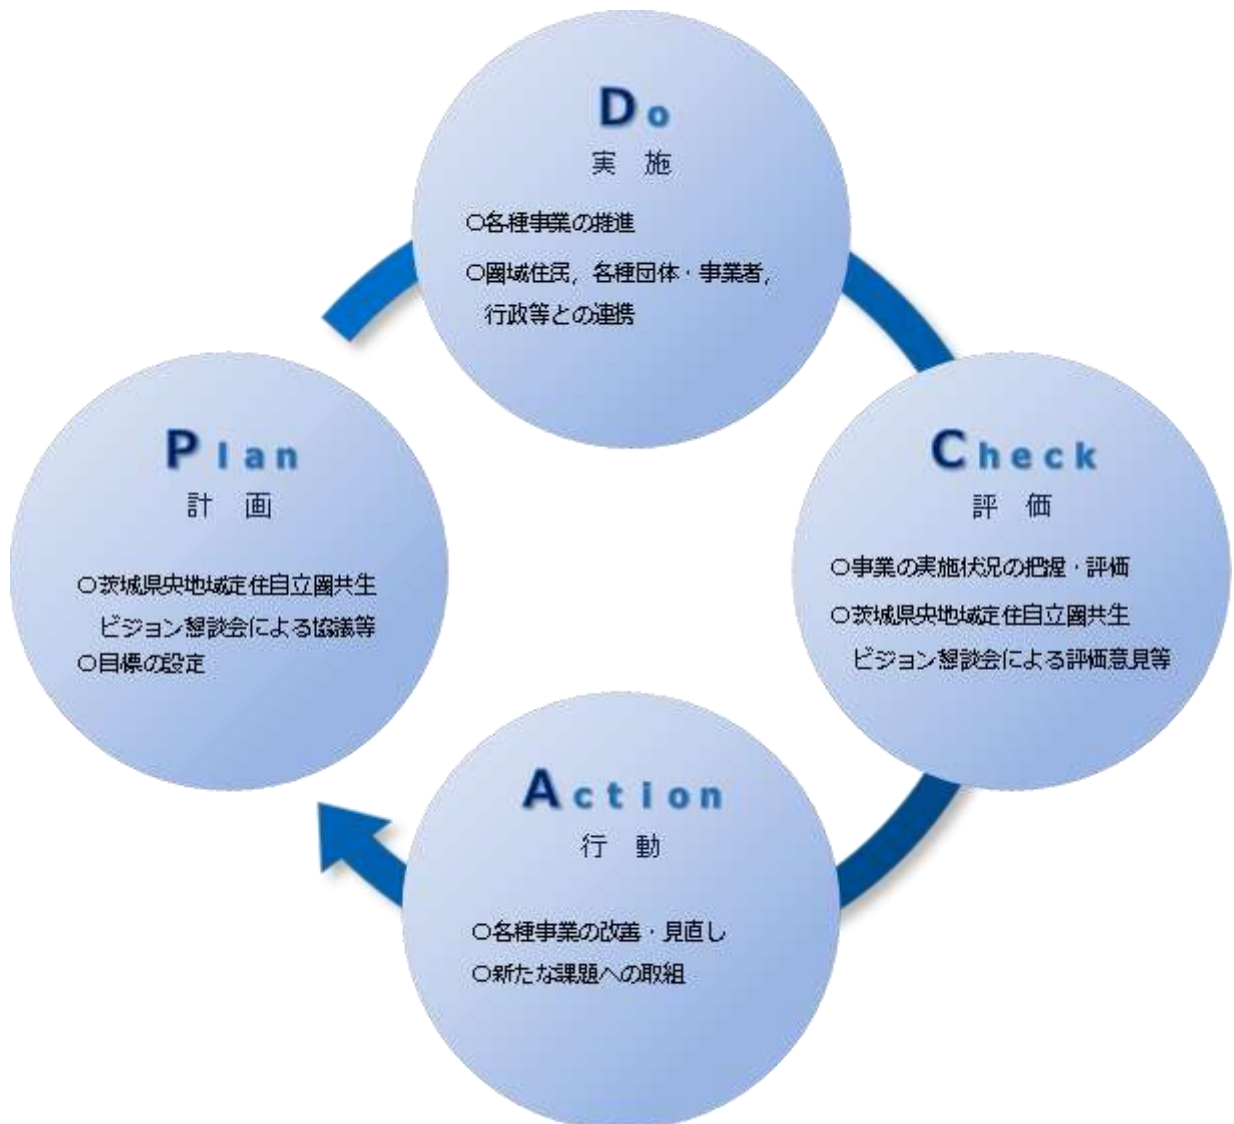 Do
実　施
○各種事業の推進
○圏域住民，各種団体・事業者，
行政等との連携
Plan
計　画
○茨城県央地域定住自立圏共生
ビジョン懇談会による協議等
○目標の設定
Check
評　価
○事業の実施状況の把握・評価
○茨城県央地域定住自立圏共生
ビジョン懇談会による評価意見等
Action
行　動
○各種事業の改善・見直し
○新たな課題への取組